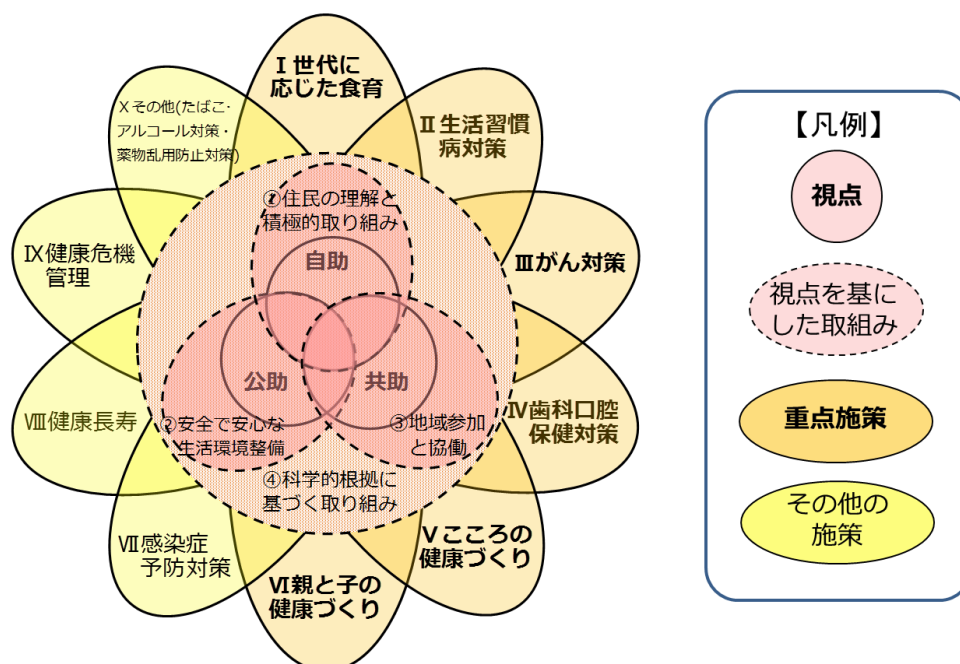 Ⅰ世代に
応じた食育
Ⅱ生活習慣
病対策
Ⅲがん対策
Ⅳ歯科口腔
保健対策
Ⅴこころの
健康づくり
Ⅵ親と子の
健康づくり
Ⅶ感染症
予防対策
Ⅷ健康長寿
Ⅸ健康危機
管理
Ⅹその他(たばこ・
アルコール対策・
薬物乱用防止対策)
①住民の理解と
積極的取り組み
自助
公助
共助
②安全で安心な
生活環境整備
③地域参加
と協働
④科学的根拠に
基づく取り組み
【凡例】
視点
視点を基に
した取組み
重点施策
その他の
施策